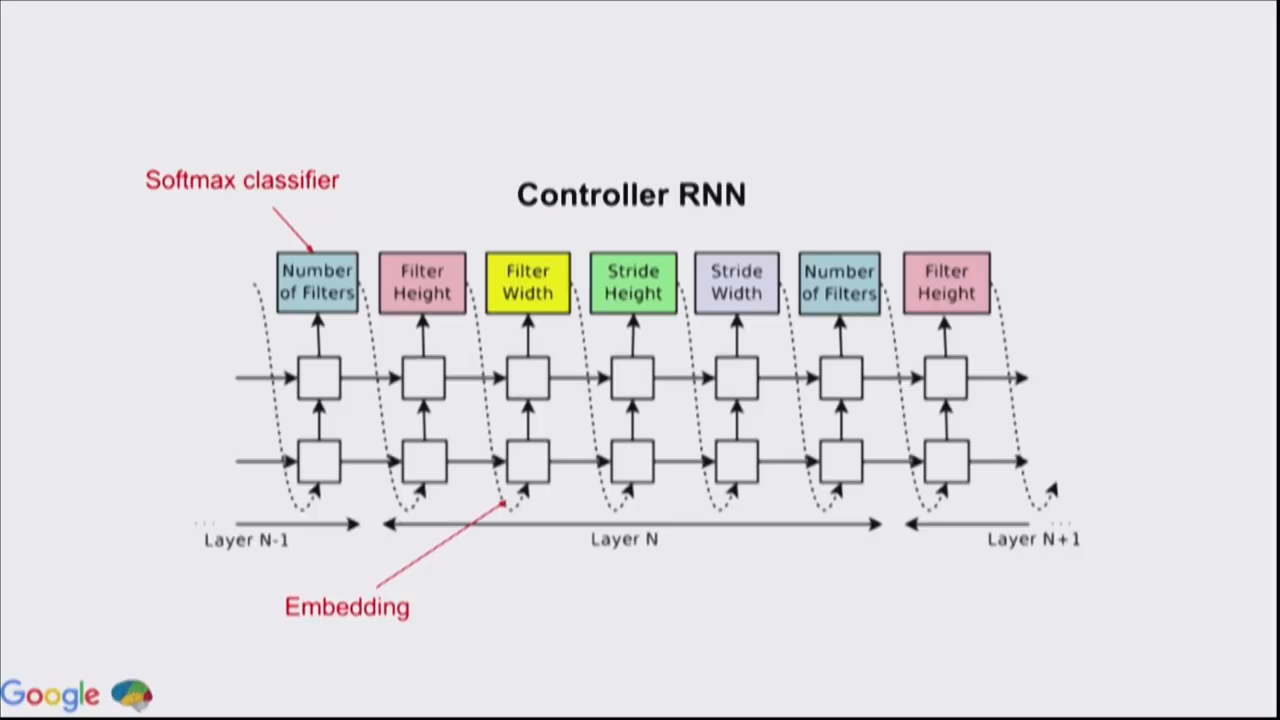 Softmax classifier
Controller RNN
Number
of Filters
Filter
Height
Filter
Width
Stride
Height
Stride
Width
Number
of Filters
Filter
Height
... Layer N-1
Layer N
Layer N+1 ...
Embedding
Google